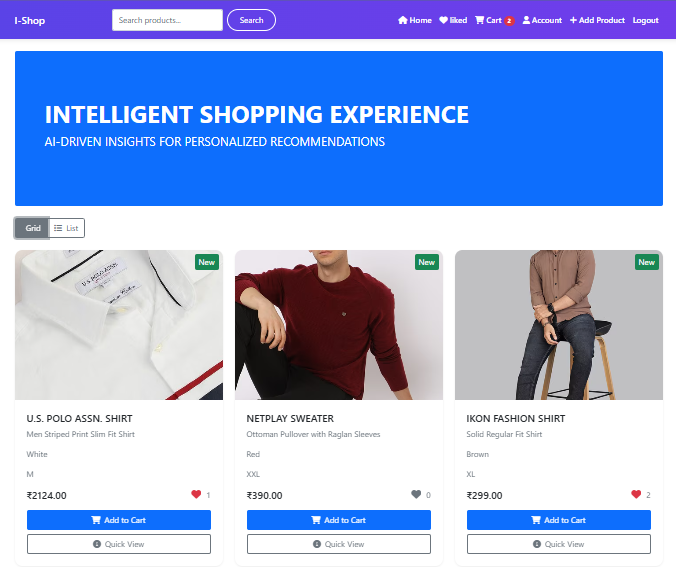 I-Shop
Search products...
Search
Home
liked
Cart 2
Account
Add Product
Logout
INTELLIGENT SHOPPING EXPERIENCE
AI-DRIVEN INSIGHTS FOR PERSONALIZED RECOMMENDATIONS
Grid
List
New
U.S. POLO ASSN.
New
New
U.S. POLO ASSN. SHIRT
Men Striped Print Slim Fit Shirt
White
M
₹2124.00
1
Add to Cart
Quick View
NETPLAY SWEATER
Ottoman Pullover with Raglan Sleeves
Red
XXL
₹390.00
0
Add to Cart
Quick View
IKON FASHION SHIRT
Solid Regular Fit Shirt
Brown
XL
₹299.00
2
Add to Cart
Quick View